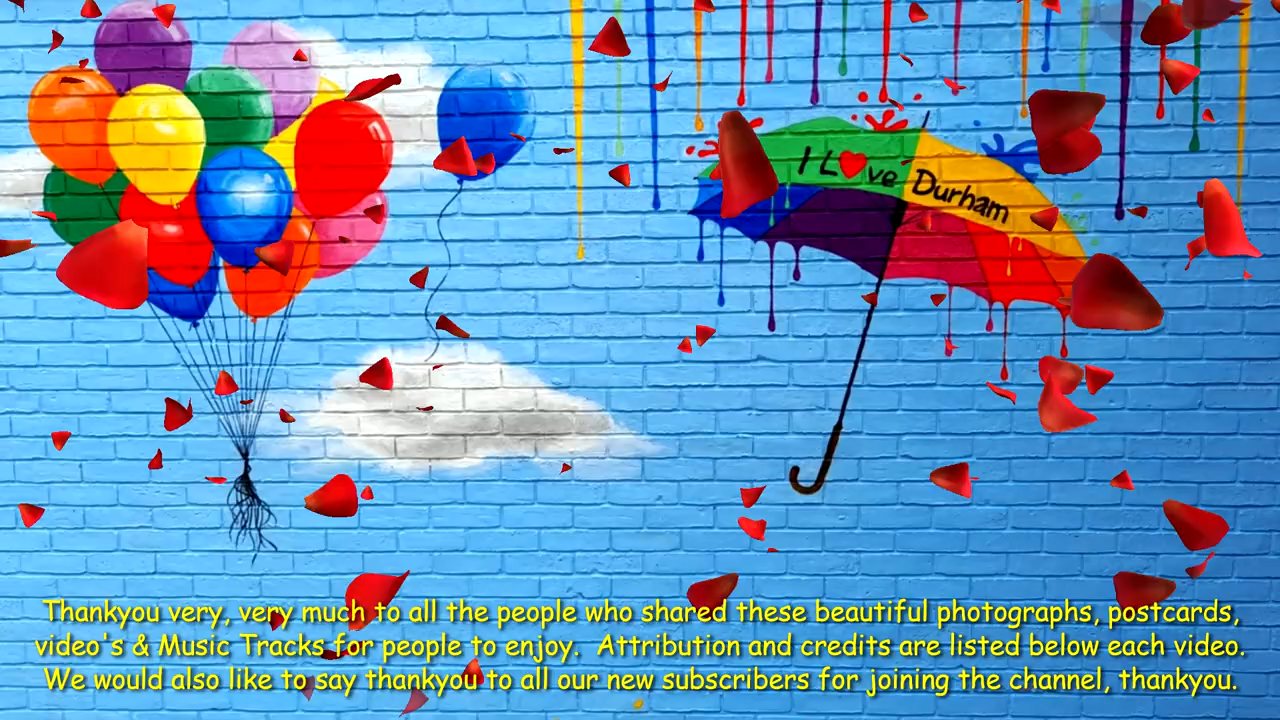 I Love Durham
Thankyou very, very much to all the people who shared these beautiful photographs, postcards,
video's & Music Tracks for people to enjoy. Attribution and credits are listed below each video.
We would also like to say thankyou to all our new subscribers for joining the channel, thankyou.